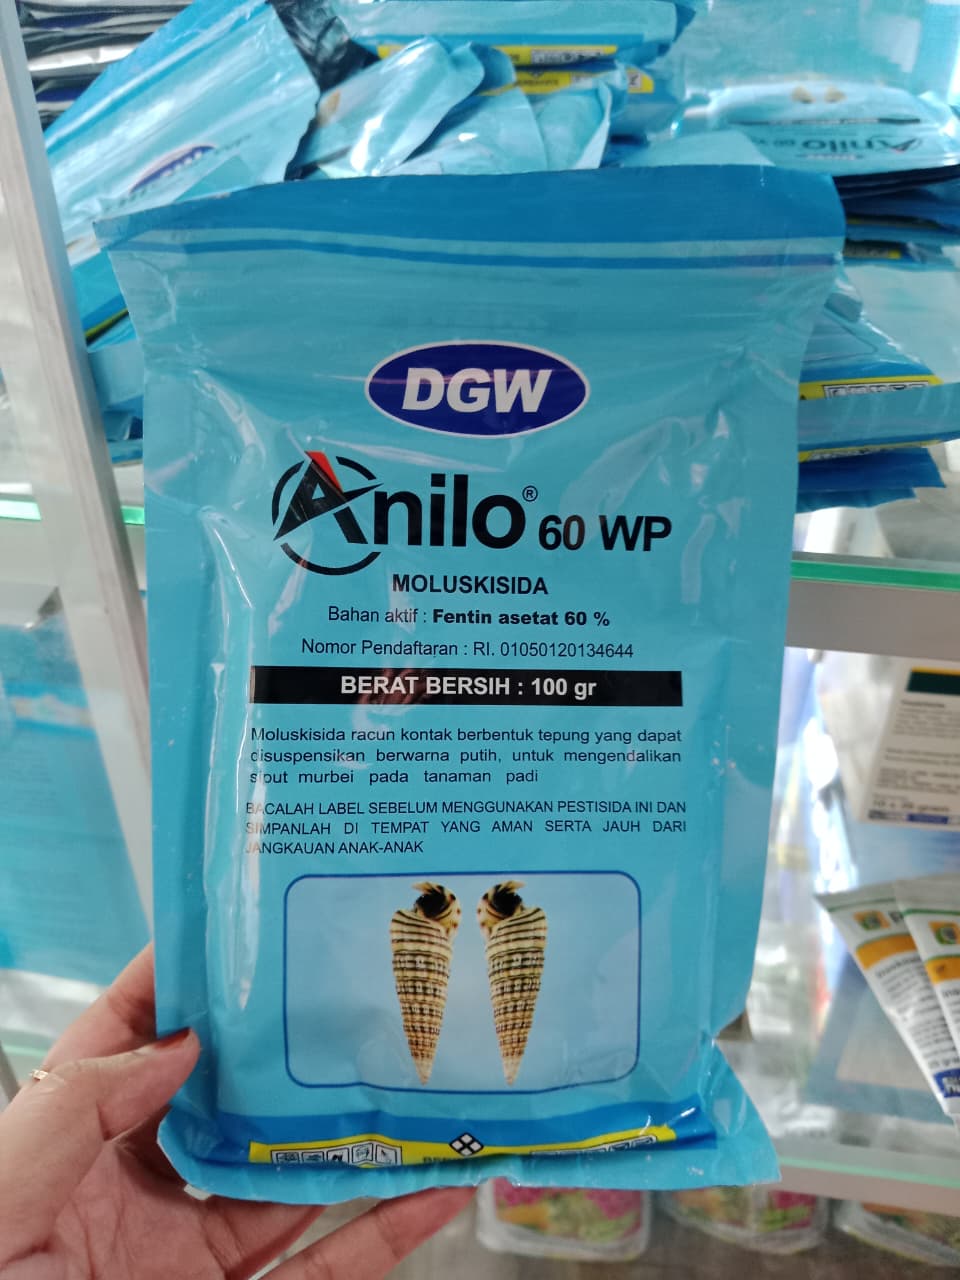 DGW
Anilo® 60 WP
MOLUSKISIDA
Bahan aktif : Fentin asetat 60 %
Nomor Pendaftaran : RI. 01050120134644
BERAT BERSIH : 100 gr
Moluskisida racun kontak berbentuk tepung yang dapat
disuspensikan berwarna putih, untuk mengendalikan
siput murbei pada tanaman padi
BACALAH LABEL SEBELUM MENGGUNAKAN PESTISIDA INI DAN
SIMPANLAH DI TEMPAT YANG AMAN SERTA JAUH DARI
JANGKAUAN ANAK-ANAK
Anilo 60